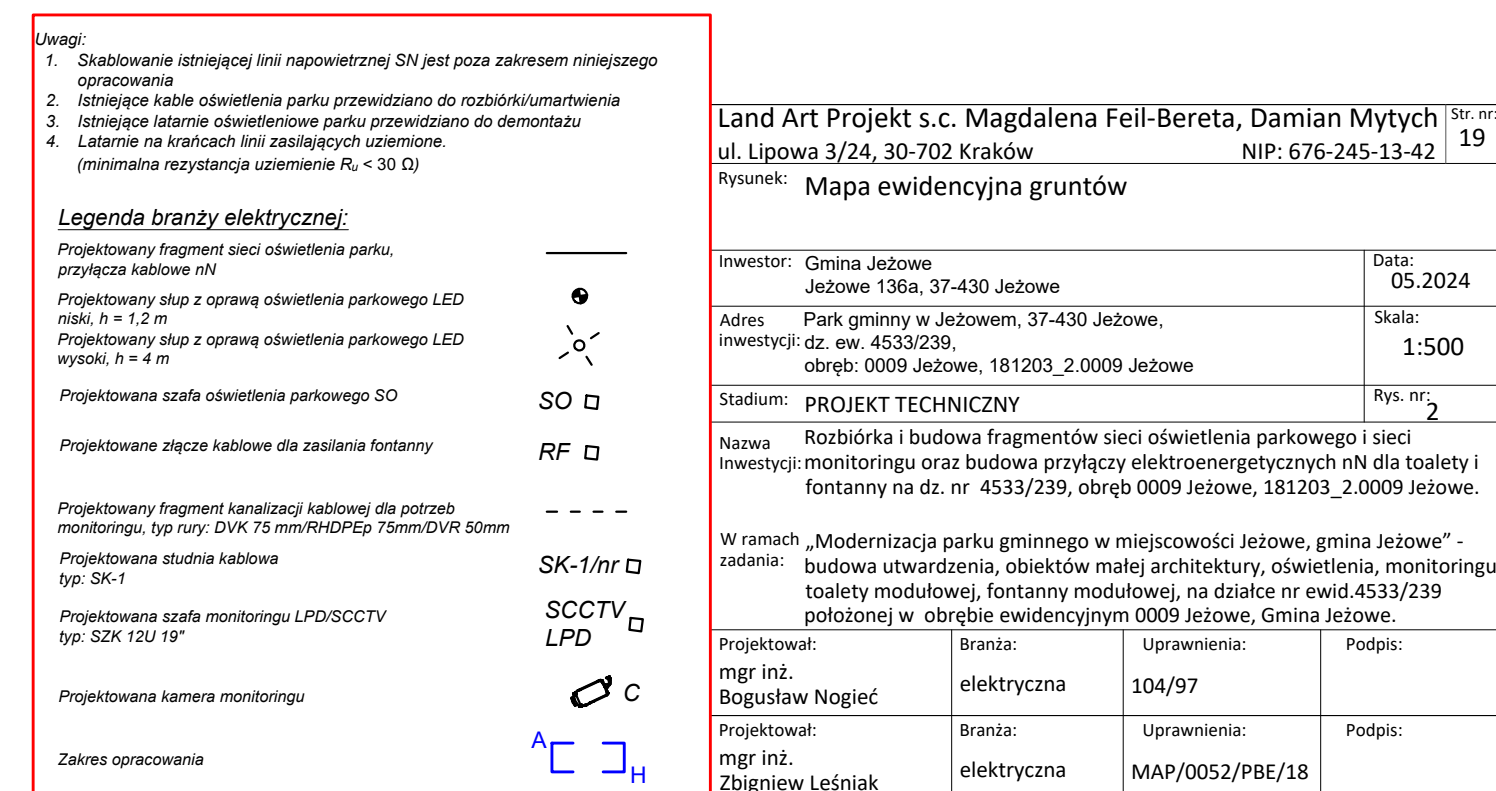 Uwagi:
1. Skablowanie istniejącej linii napowietrznej SN jest poza zakresem niniejszego
opracowania
2. Istniejące kable oświetlenia parku przewidziano do rozbiórki/umartwienia
3. Istniejące latarnie oświetleniowe parku przewidziano do demontażu
4. Latarnie na krańcach linii zasilających uziemione.
(minimalna rezystancja uziemienie Ru < 30 Ω)
Legenda branży elektrycznej:
Projektowany fragment sieci oświetlenia parku,
przyłącza kablowe nN
Projektowany słup z oprawą oświetlenia parkowego LED
niski, h = 1,2 m
Projektowany słup z oprawą oświetlenia parkowego LED
wysoki, h = 4 m
Projektowana szafa oświetlenia parkowego SO
SO
Projektowane złącze kablowe dla zasilania fontanny
RF
Projektowany fragment kanalizacji kablowej dla potrzeb
monitoringu, typ rury: DVK 75 mm/RHDPEp 75mm/DVR 50mm
Projektowana studnia kablowa
typ: SK-1
SK-1/nr
Projektowana szafa monitoringu LPD/SCCTV
typ: SZK 12U 19"
SCCTV
LPD
Projektowana kamera monitoringu
C
Zakres opracowania
A
H
Land Art Projekt s.c. Magdalena Feil-Bereta, Damian Mytych
ul. Lipowa 3/24, 30-702 Kraków NIP: 676-245-13-42
Str. nr:
19
Rysunek: Mapa ewidencyjna gruntów
Inwestor: Gmina Jeżowe
Jeżowe 136a, 37-430 Jeżowe
Data:
05.2024
Adres Park gminny w Jeżowem, 37-430 Jeżowe,
inwestycji: dz. ew. 4533/239,
obręb: 0009 Jeżowe, 181203_2.0009 Jeżowe
Skala:
1:500
Stadium: PROJEKT TECHNICZNY
Rys. nr:
2
Nazwa Rozbiórka i budowa fragmentów sieci oświetlenia parkowego i sieci
Inwestycji: monitoringu oraz budowa przyłączy elektroenergetycznych nN dla toalety i
fontanny na dz. nr 4533/239, obręb 0009 Jeżowe, 181203_2.0009 Jeżowe.
W ramach „Modernizacja parku gminnego w miejscowości Jeżowe, gmina Jeżowe” -
zadania: budowa utwardzenia, obiektów małej architektury, oświetlenia, monitoringu
toalety modułowej, fontanny modułowej, na działce nr ewid.4533/239
położonej w obrębie ewidencyjnym 0009 Jeżowe, Gmina Jeżowe.
Projektował: Branża: Uprawnienia: Podpis:
mgr inż.
Bogusław Nogieć elektryczna 104/97
Projektował: Branża: Uprawnienia: Podpis:
mgr inż.
Zbigniew Leśniak elektryczna MAP/0052/PBE/18